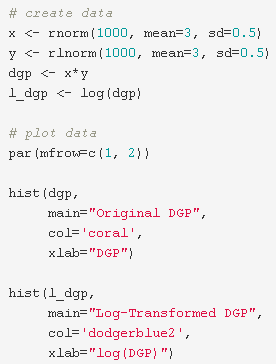 # create data
x <- rnorm(1000, mean=3, sd=0.5)
y <- rlnorm(1000, mean=3, sd=0.5)
dgp <- x*y
l_dgp <- log(dgp)

# plot data
par(mfrow=c(1, 2))

hist(dgp,
     main="Original DGP",
     col='coral',
     xlab="DGP")

hist(l_dgp,
     main="Log-Transformed DGP",
     col='dodgerblue2',
     xlab="log(DGP)")